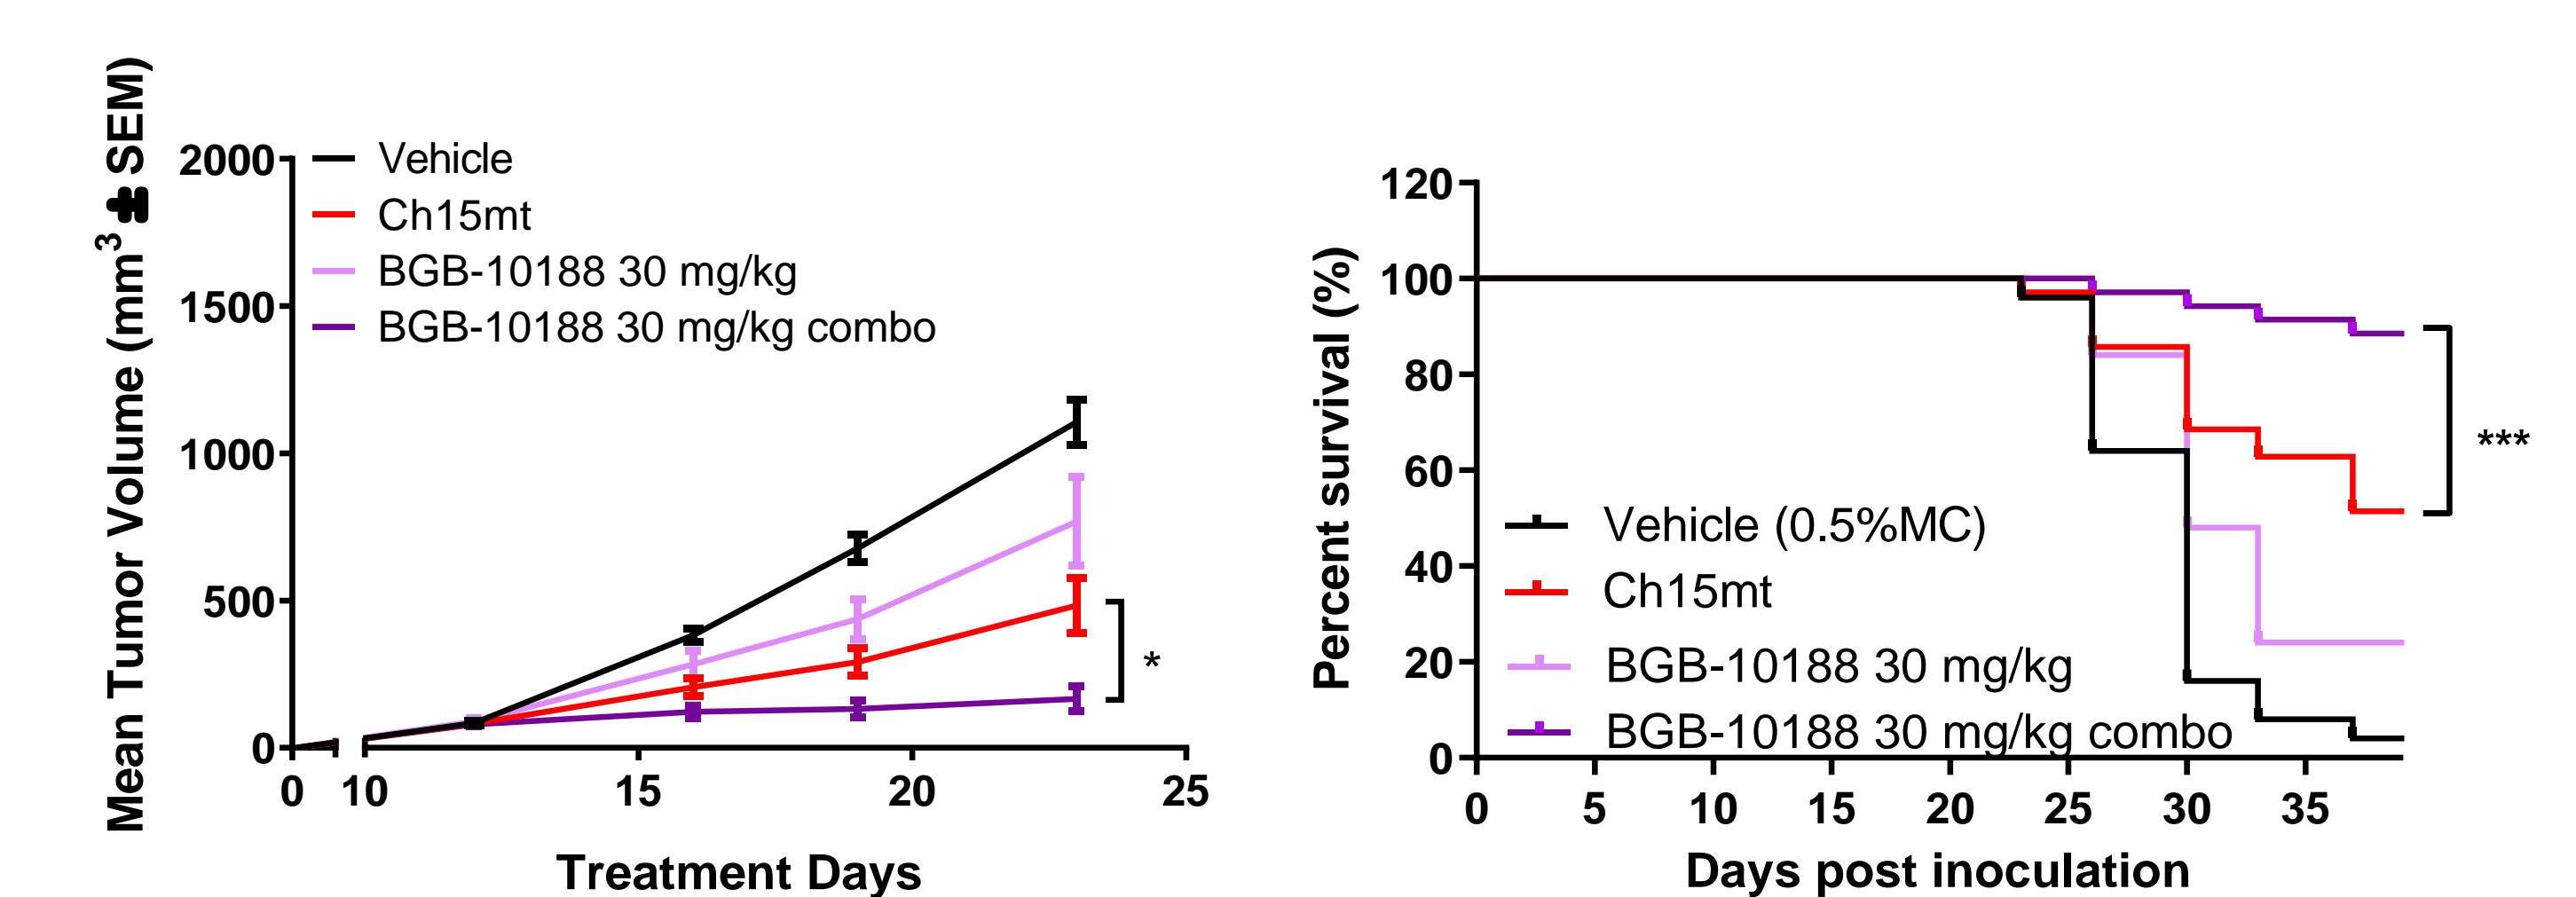 Mean Tumor Volume (mm³ ± SEM)
2000
1500
1000
500
0
Vehicle
Ch15mt
BGB-10188 30 mg/kg
BGB-10188 30 mg/kg combo
*
0 10 15 20 25
Treatment Days
Percent survival (%)
120
100
80
60
40
20
0
***
Vehicle (0.5%MC)
Ch15mt
BGB-10188 30 mg/kg
BGB-10188 30 mg/kg combo
0 5 10 15 20 25 30 35
Days post inoculation